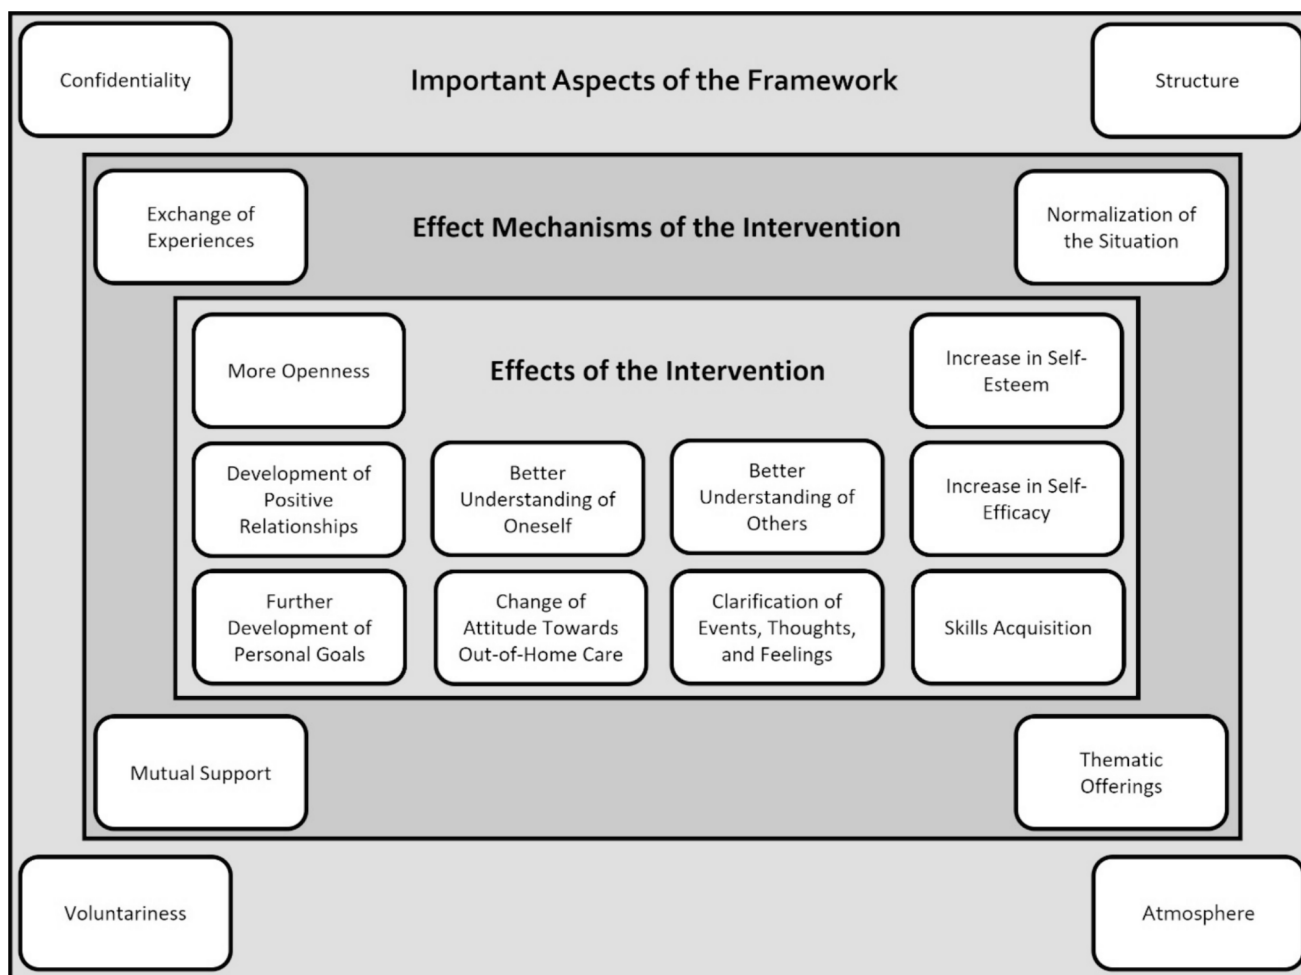 Confidentiality
Important Aspects of the Framework
Structure
Exchange of
Experiences
Effect Mechanisms of the Intervention
Normalization of
the Situation
More Openness
Effects of the Intervention
Increase in Self-
Esteem
Development of
Positive
Relationships
Better
Understanding of
Oneself
Better
Understanding of
Others
Increase in Self-
Efficacy
Further
Development of
Personal Goals
Change of
Attitude Towards
Out-of-Home Care
Clarification of
Events, Thoughts,
and Feelings
Skills Acquisition
Mutual Support
Thematic
Offerings
Voluntariness
Atmosphere